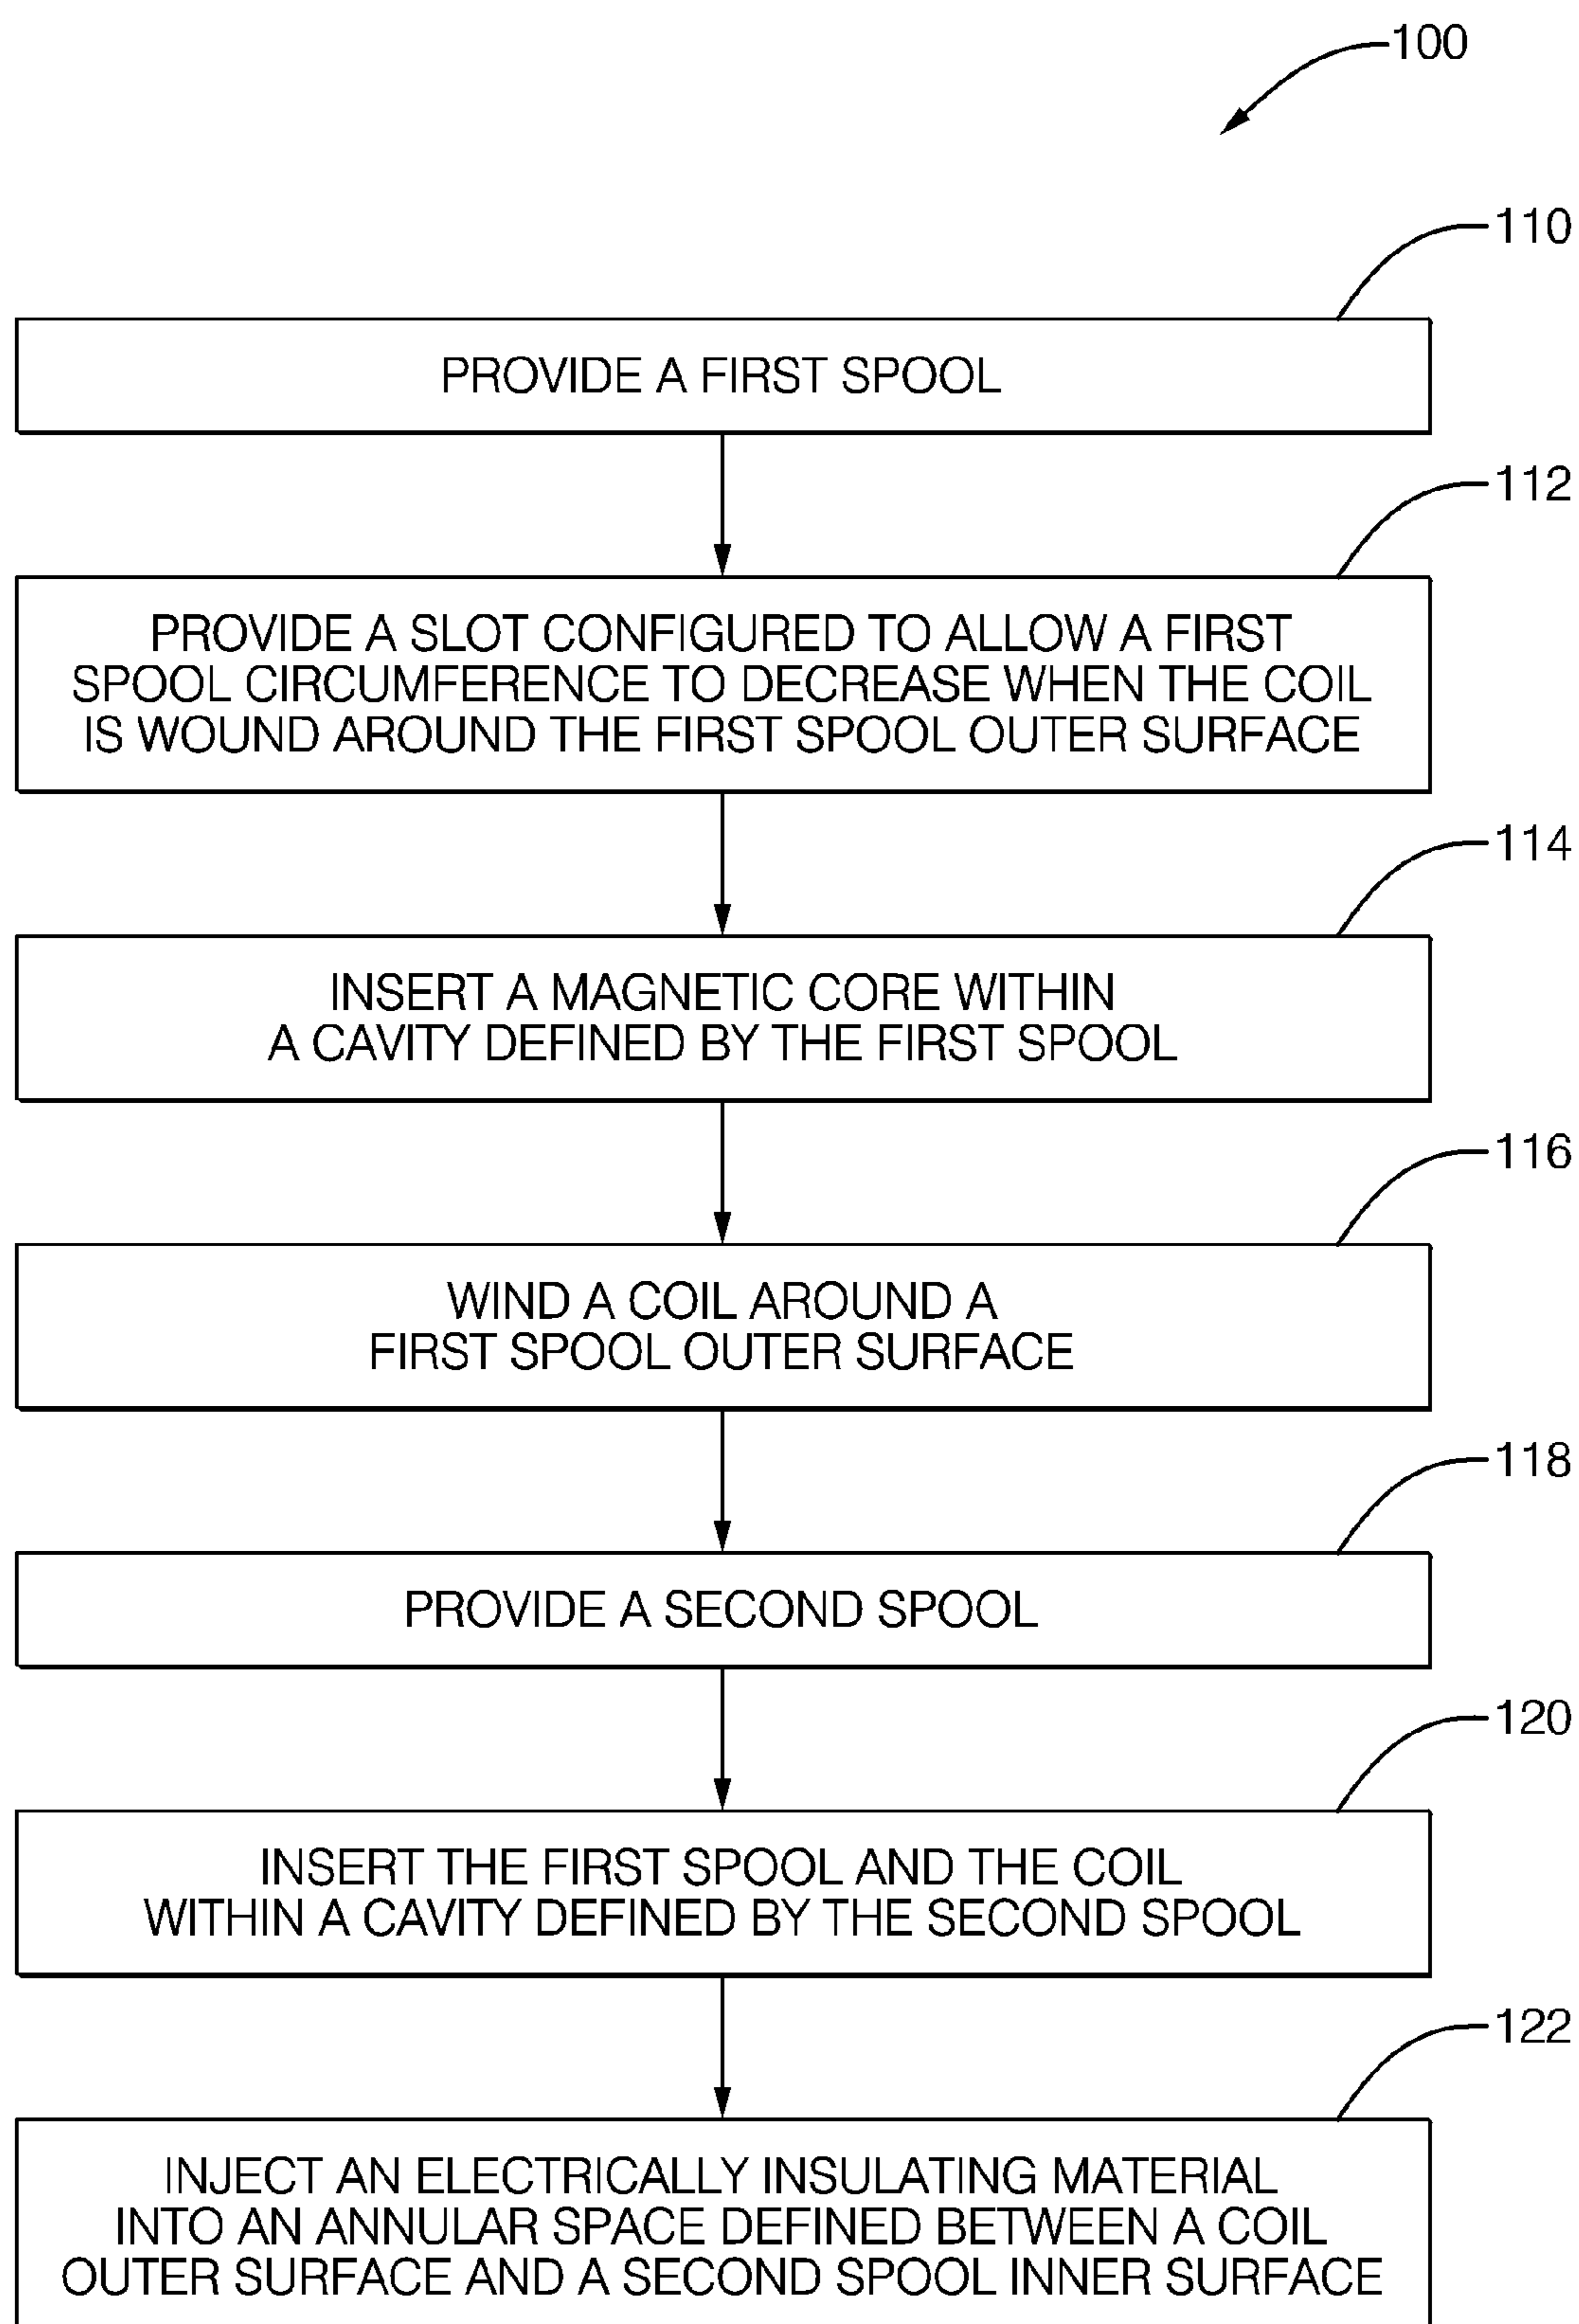 100
110
PROVIDE A FIRST SPOOL
112
PROVIDE A SLOT CONFIGURED TO ALLOW A FIRST
SPOOL CIRCUMFERENCE TO DECREASE WHEN THE COIL
IS WOUND AROUND THE FIRST SPOOL OUTER SURFACE
114
INSERT A MAGNETIC CORE WITHIN
A CAVITY DEFINED BY THE FIRST SPOOL
116
WIND A COIL AROUND A
FIRST SPOOL OUTER SURFACE
118
PROVIDE A SECOND SPOOL
120
INSERT THE FIRST SPOOL AND THE COIL
WITHIN A CAVITY DEFINED BY THE SECOND SPOOL
122
INJECT AN ELECTRICALLY INSULATING MATERIAL
INTO AN ANNULAR SPACE DEFINED BETWEEN A COIL
OUTER SURFACE AND A SECOND SPOOL INNER SURFACE